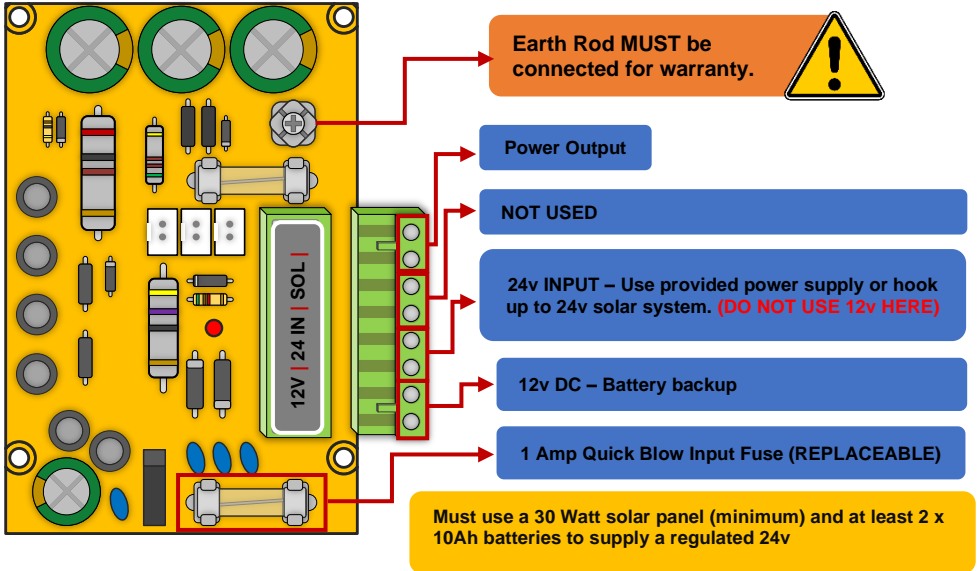 Earth Rod MUST be
connected for warranty.
Power Output
NOT USED
24v INPUT – Use provided power supply or hook
up to 24v solar system. (DO NOT USE 12v HERE)
12V | 24 IN | SOL |
12v DC – Battery backup
1 Amp Quick Blow Input Fuse (REPLACEABLE)
Must use a 30 Watt solar panel (minimum) and at least 2 x
10Ah batteries to supply a regulated 24v